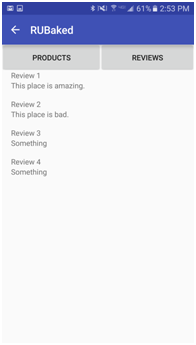 61% 2:53 PM
RUBaked
PRODUCTS REVIEWS
Review 1
This place is amazing.
Review 2
This place is bad.
Review 3
Something
Review 4
Something